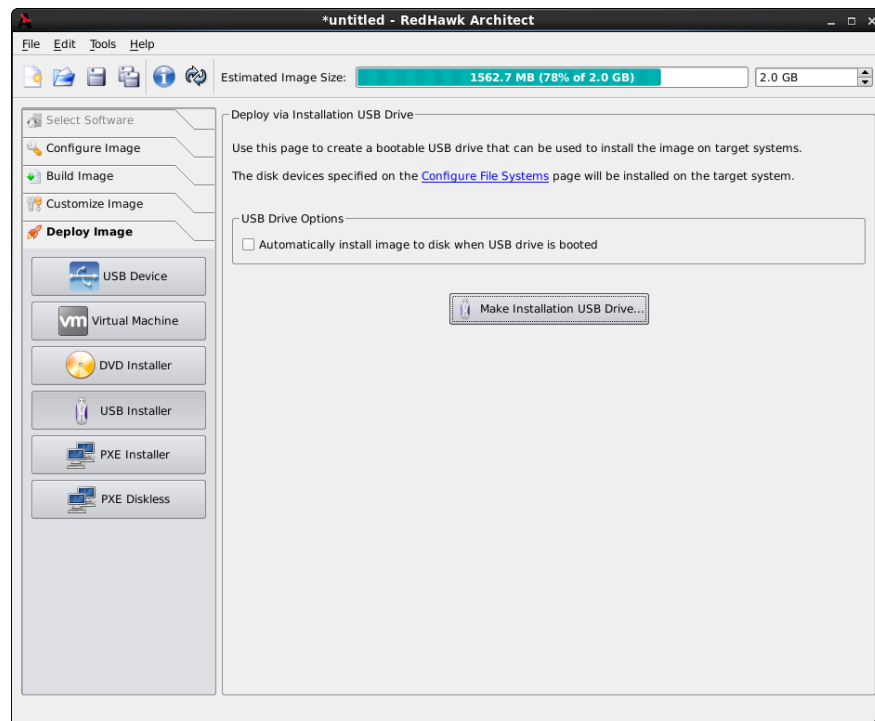 *untitled - RedHawk Architect
File Edit Tools Help
Estimated Image Size: 1562.7 MB (78% of 2.0 GB) 2.0 GB
Select Software
Configure Image
Build Image
Customize Image
Deploy Image
USB Device
vm Virtual Machine
DVD Installer
USB Installer
PXE Installer
PXE Diskless
Deploy via Installation USB Drive
Use this page to create a bootable USB drive that can be used to install the image on target systems.
The disk devices specified on the Configure File Systems page will be installed on the target system.
USB Drive Options
Automatically install image to disk when USB drive is booted
Make Installation USB Drive...